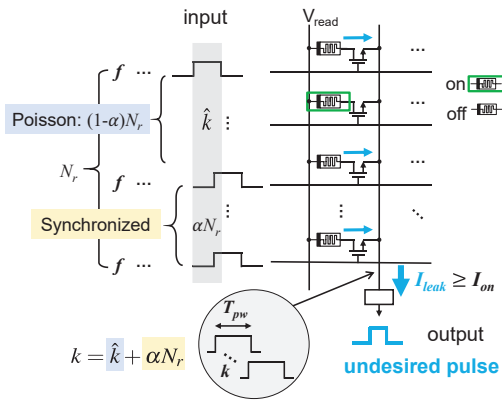 input
V_read
f ...
Poisson: (1-α)N_r
k̂
...
on
off
N_r
f ...
Synchronized
αN_r
...
f ...
I_leak ≥ I_on
T_pw
k
k = k̂ + αN_r
output
undesired pulse